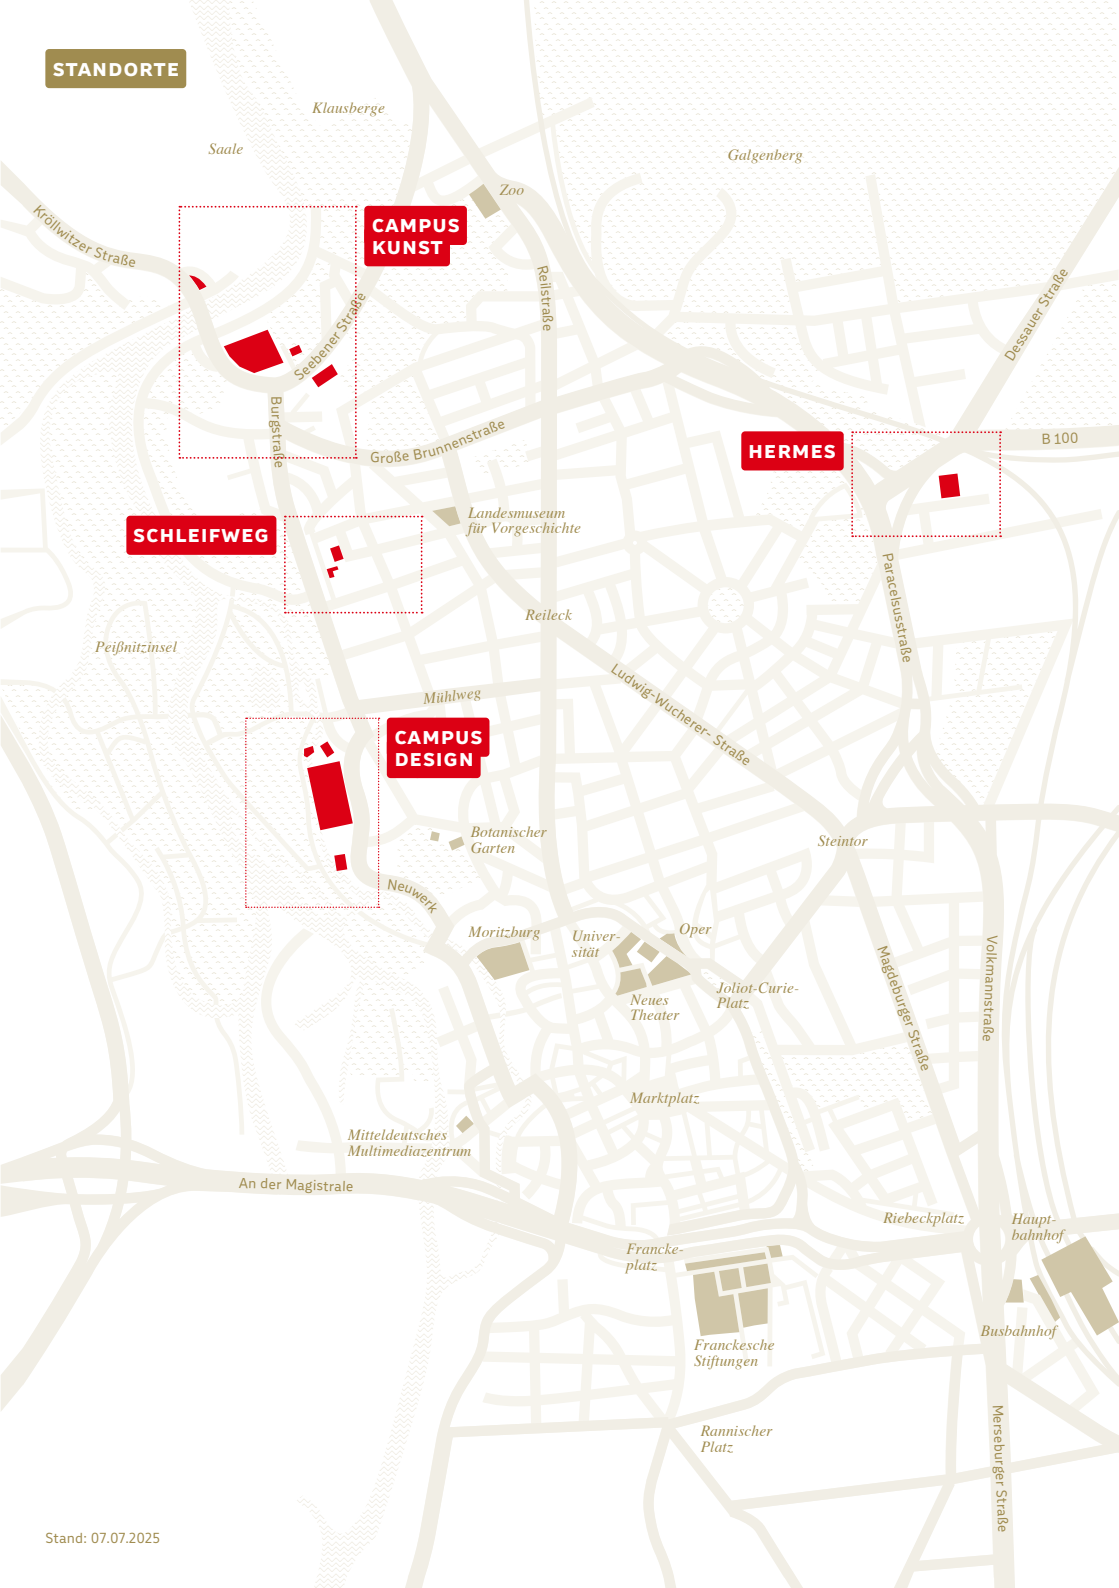 STANDORTE
Klausberge
Saale
Galgenberg
Zoo
Kröllwitzer Straße
CAMPUS
KUNST
Reilstraße
Dessauer Straße
Seebener Straße
Burgstraße
Große Brunnenstraße
B 100
HERMES
Landesmuseum
für Vorgeschichte
SCHLEIFWEG
Paracelsusstraße
Reileck
Peißnitzinsel
Ludwig-Wucherer- Straße
Mühlweg
CAMPUS
DESIGN
Botanischer
Garten
Steintor
Neuwerk
Moritzburg
Univer-
sität
Oper
Neues
Theater
Joliot-Curie-
Platz
Magdeburger Straße
Volkmannstraße
Marktplatz
Mitteldeutsches
Multimediazentrum
An der Magistrale
Riebeckplatz
Haupt-
bahnhof
Francke-
platz
Busbahnhof
Franckesche
Stiftungen
Rannischer
Platz
Merseburger Straße
Stand: 07.07.2025